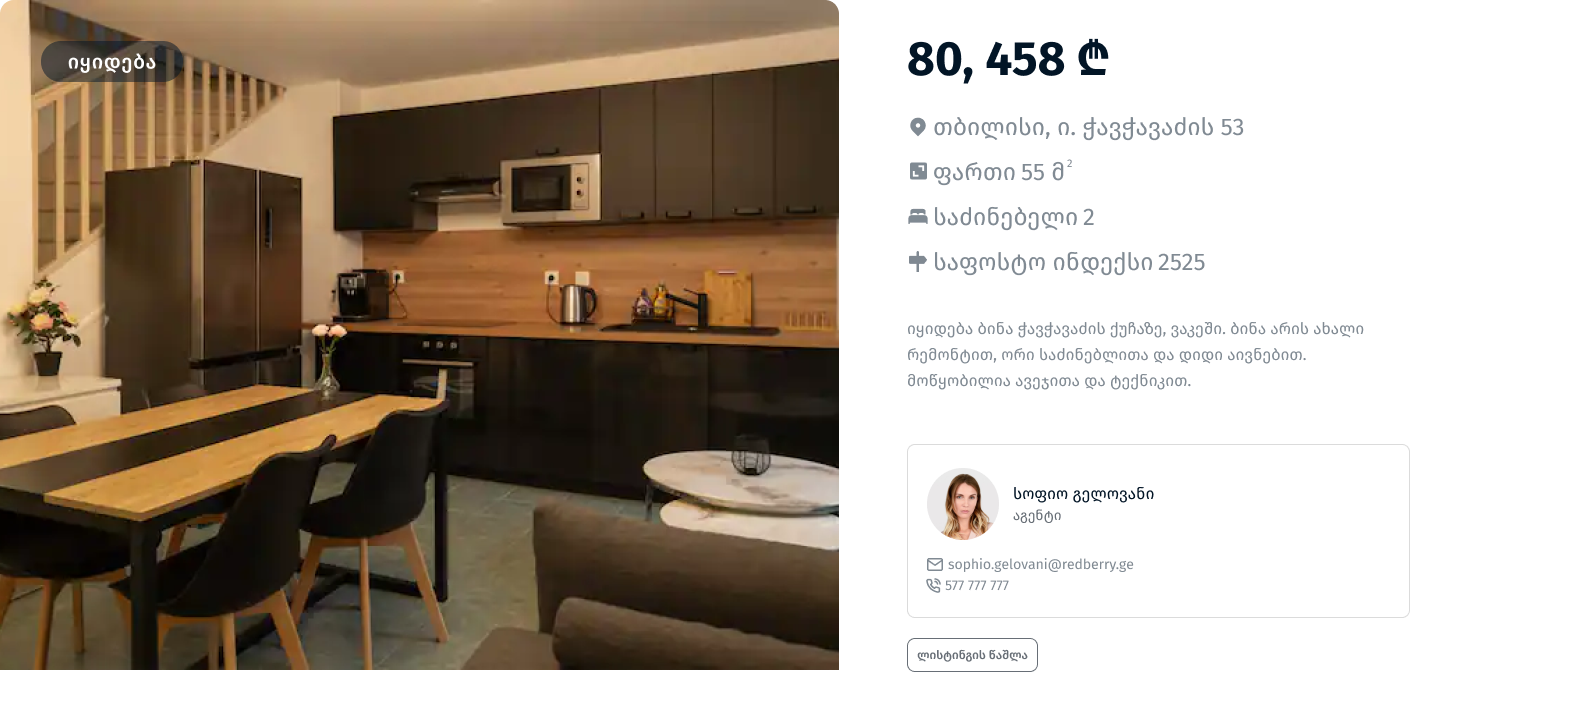 იყიდება
80, 458 ₾
თბილისი, ი. ჭავჭავაძის 53
ფართი 55 მ²
საძინებელი 2
საფოსტო ინდექსი 2525
იყიდება ბინა ჭავჭავაძის ქუჩაზე, ვაკეში. ბინა არის ახალი
რემონტით, ორი საძინებლითა და დიდი აივნებით.
მოწყობილია ავეჯითა და ტექნიკით.
სოფიო გელოვანი
აგენტი
sophio.gelovani@redberry.ge
577 777 777
ლისტინგის წაშლა